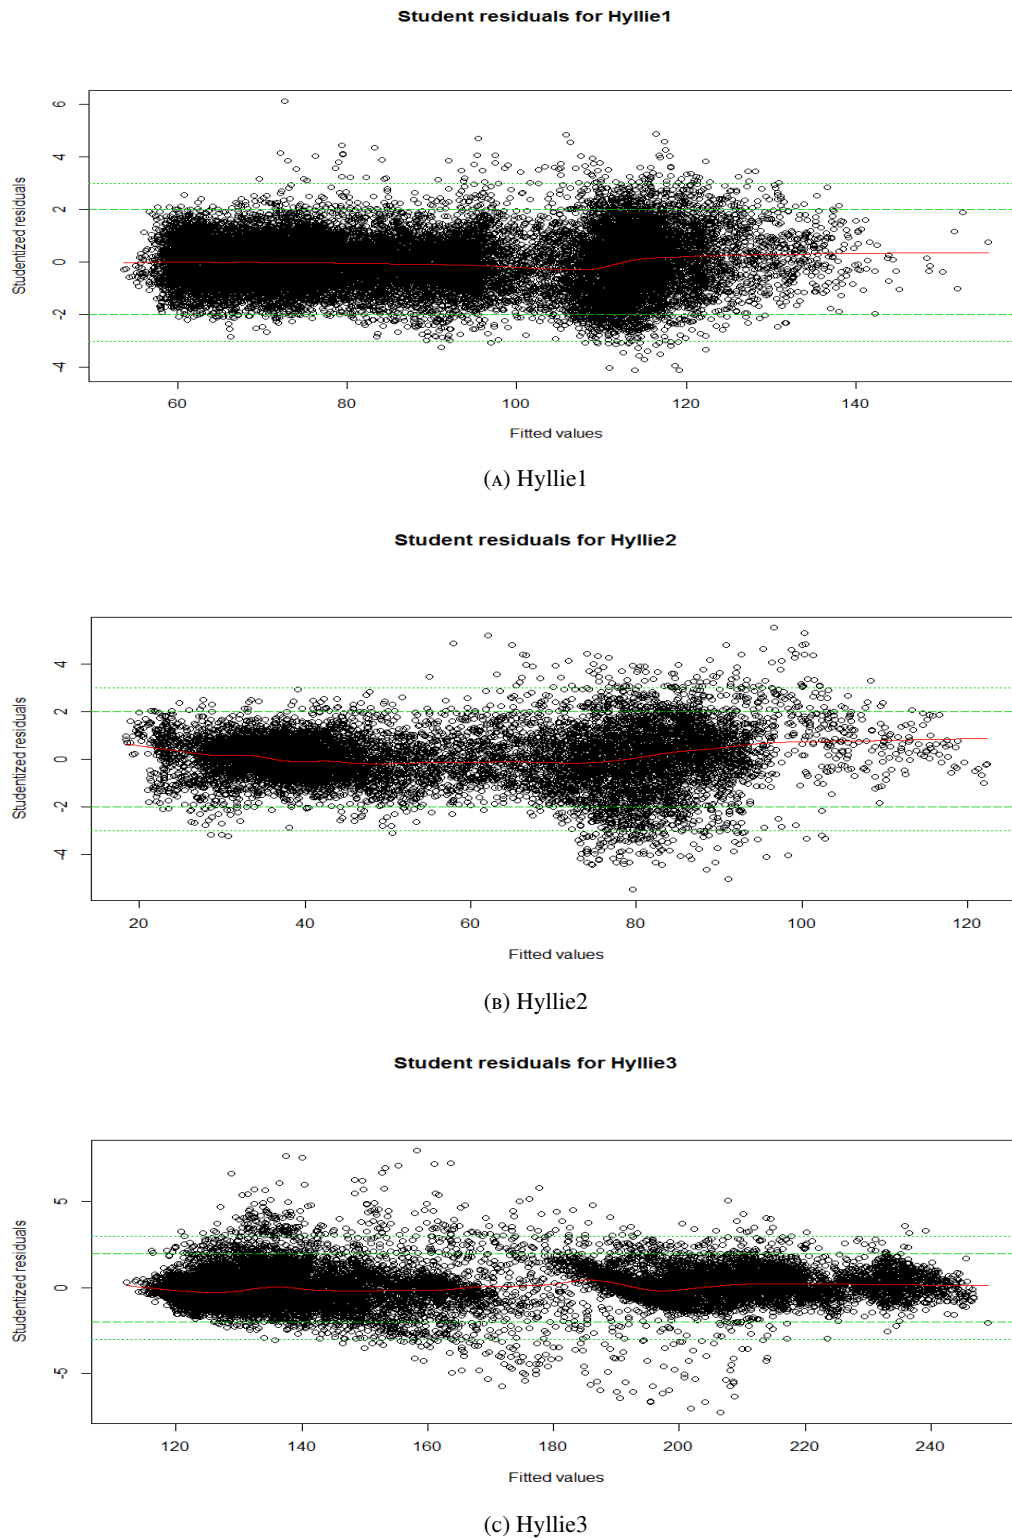 Student residuals for Hyllie1
Studentized residuals
6
4
2
0
-2
-4
60 80 100 120 140
Fitted values
(A) Hyllie1
Student residuals for Hyllie2
Studentized residuals
4
2
0
-2
-4
20 40 60 80 100 120
Fitted values
(B) Hyllie2
Student residuals for Hyllie3
Studentized residuals
5
0
-5
120 140 160 180 200 220 240
Fitted values
(C) Hyllie3